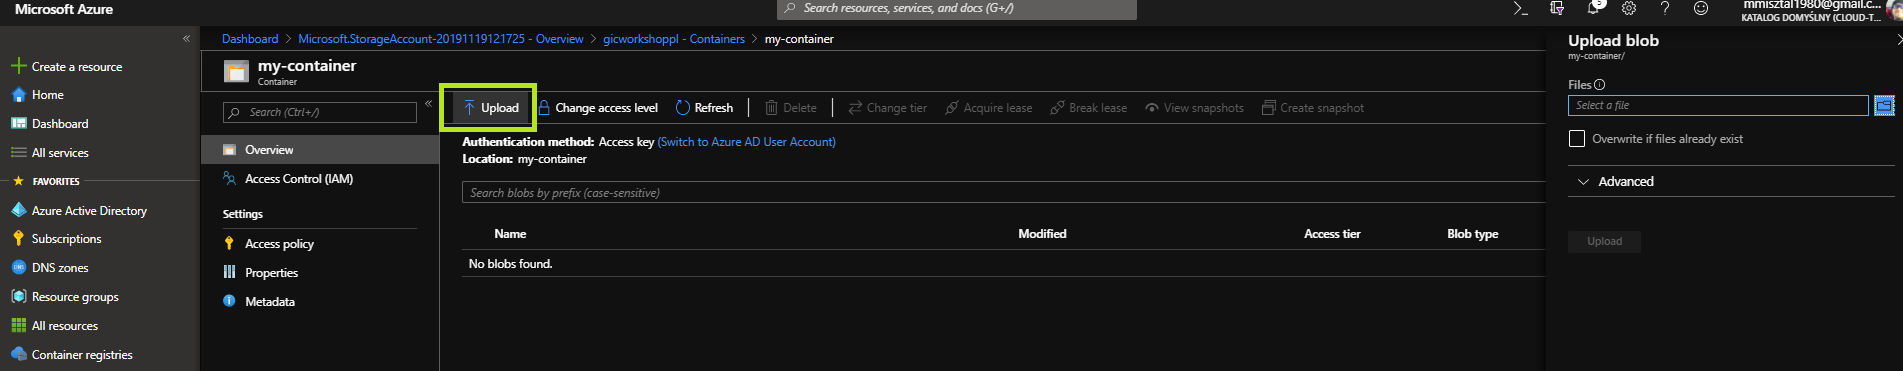 Microsoft Azure
Search resources, services, and docs (G+/)
5
mmisztal1980@gmail.c...
KATALOG DOMYŚLNY (CLOUD-T...
Create a resource
Home
Dashboard
All services
FAVORITES
Azure Active Directory
Subscriptions
DNS zones
Resource groups
All resources
Container registries
Dashboard > Microsoft.StorageAccount-20191119121725 - Overview > gicworkshoppl - Containers > my-container
my-container
Container
Search (Ctrl+/)
Overview
Access Control (IAM)
Settings
Access policy
Properties
Metadata
Upload Change access level Refresh Delete Change tier Acquire lease Break lease View snapshots Create snapshot
Authentication method: Access key (Switch to Azure AD User Account)
Location: my-container
Search blobs by prefix (case-sensitive)
Name Modified Access tier Blob type
No blobs found.
Upload blob
my-container/
Files
Select a file
Overwrite if files already exist
Advanced
Upload